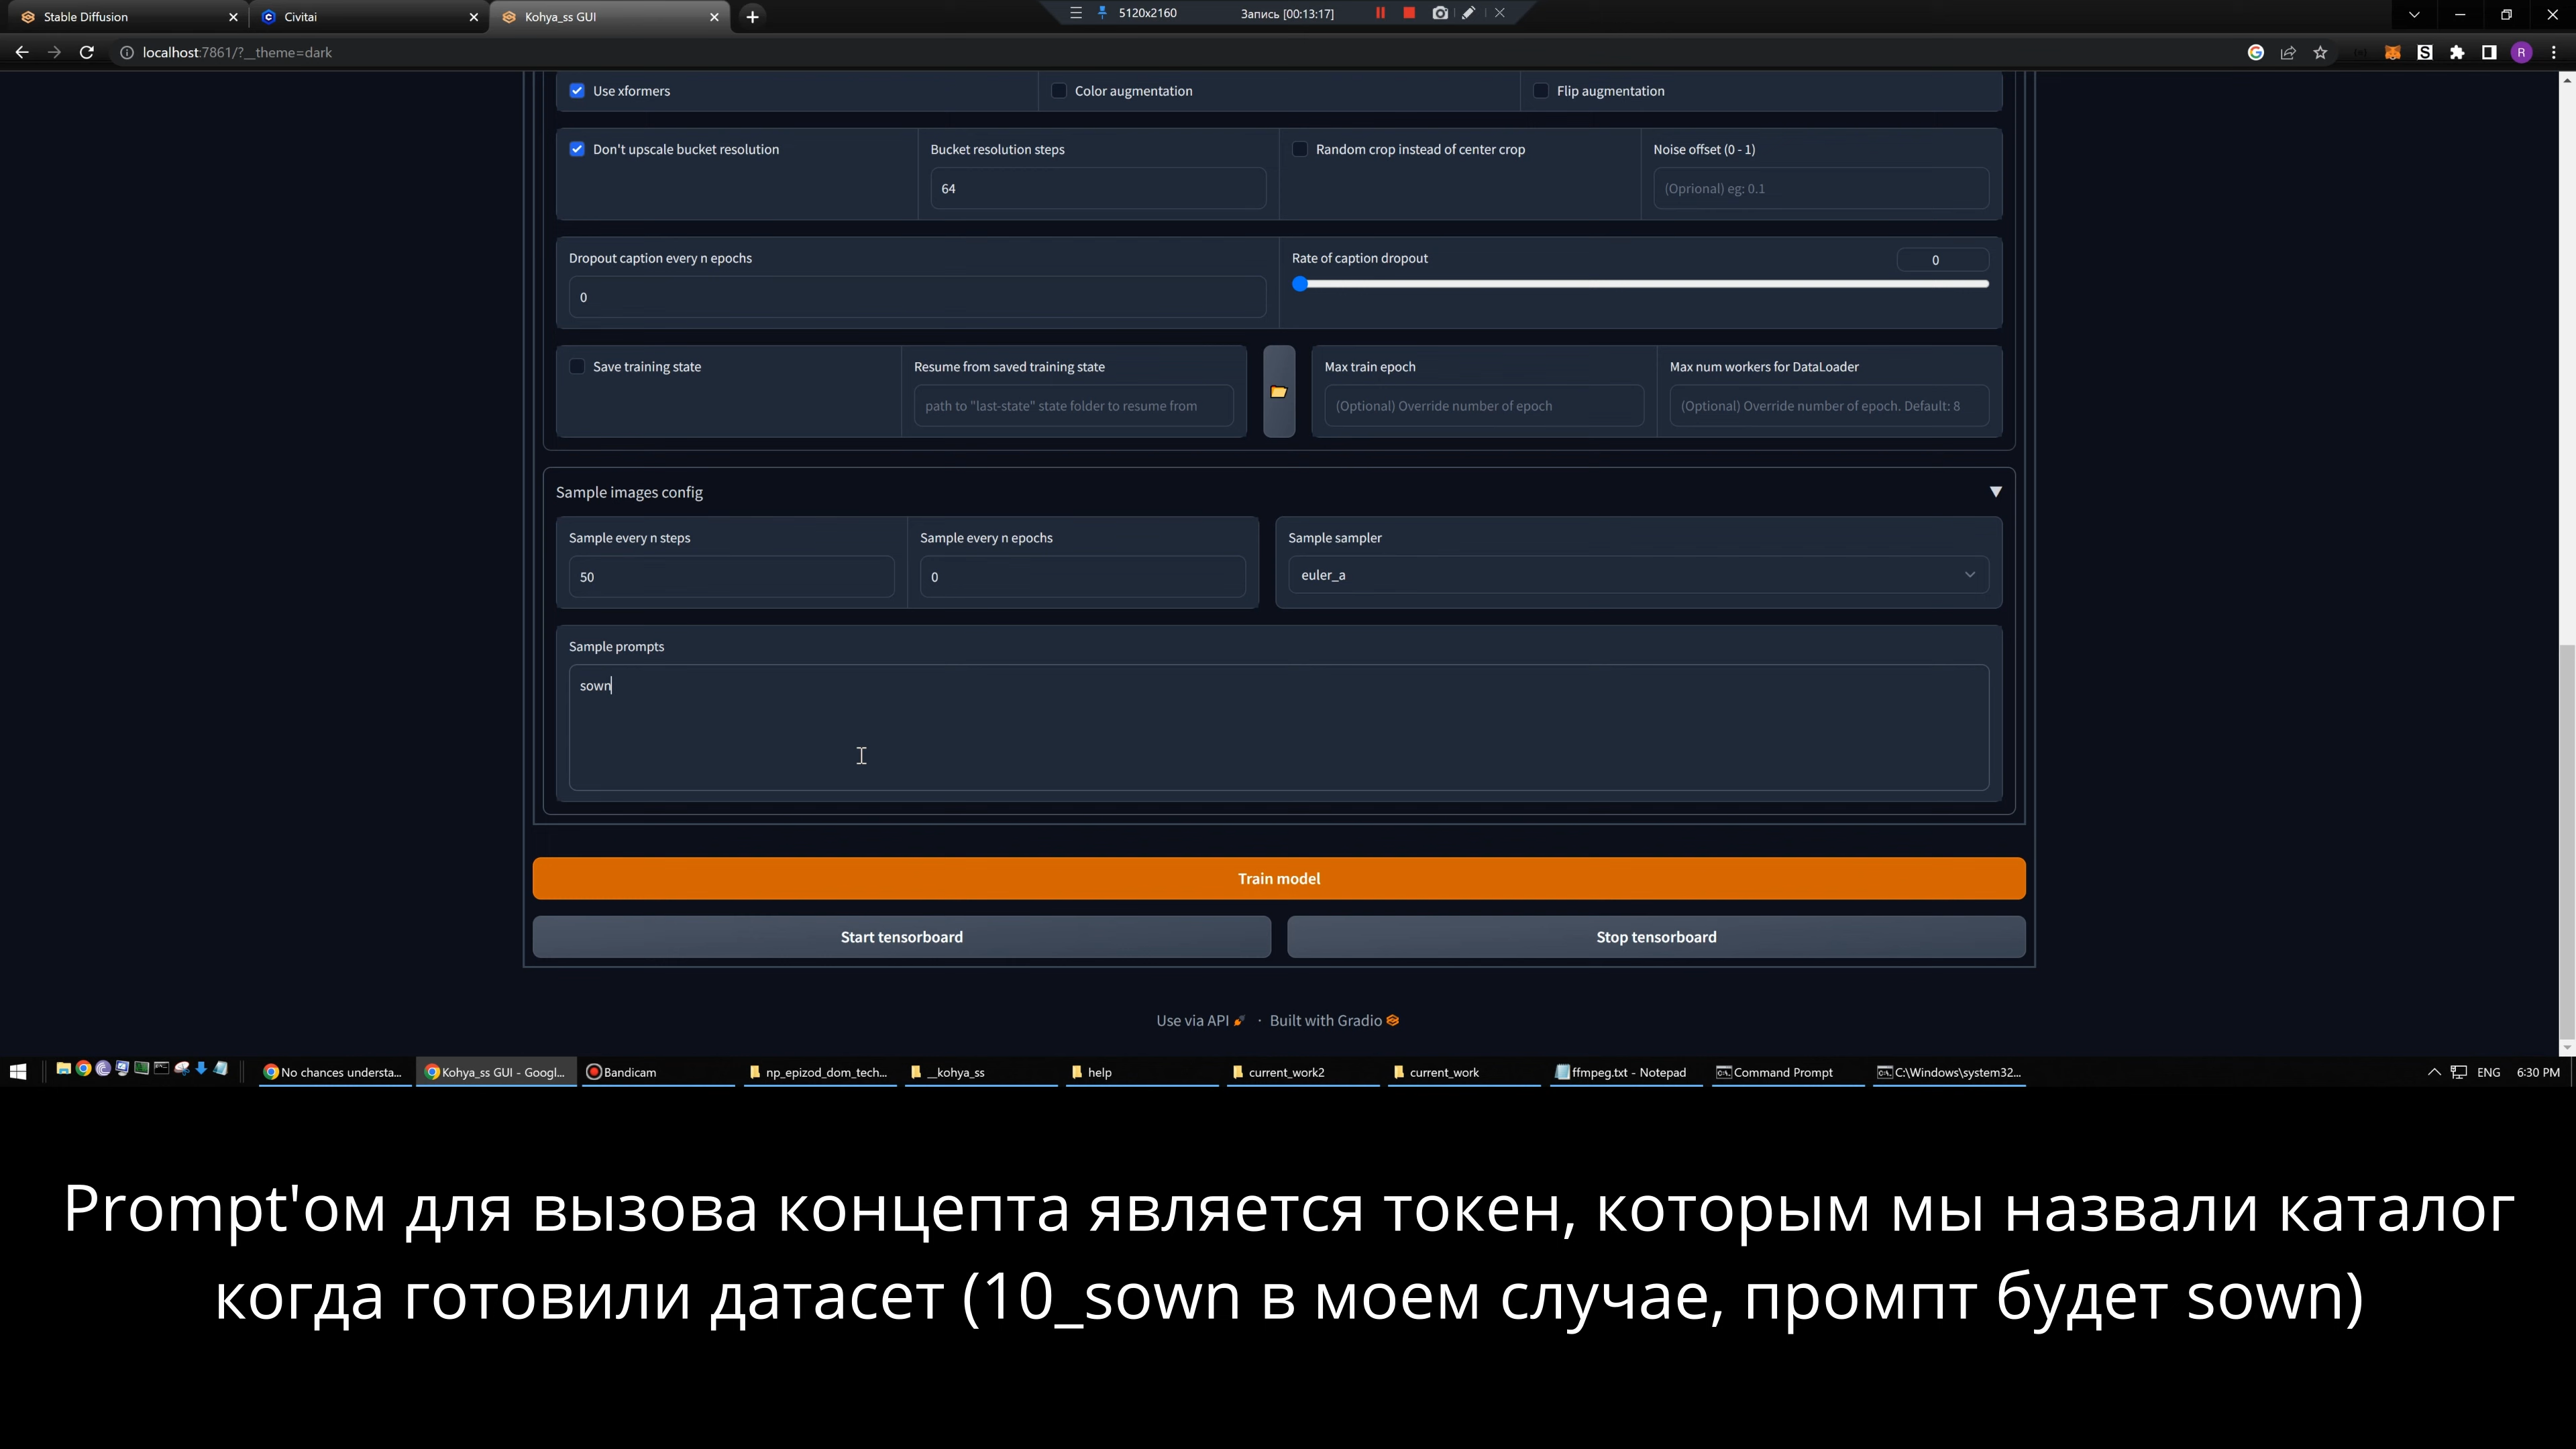 Stable Diffusion
Civitai
Kohya_ss GUI
5120x2160
Запись [00:13:17]
localhost:7861/?__theme=dark
S
R
Use xformers
Color augmentation
Flip augmentation
Don't upscale bucket resolution
Bucket resolution steps
64
Random crop instead of center crop
Noise offset (0 - 1)
(Oprional) eg: 0.1
Dropout caption every n epochs
0
Rate of caption dropout
0
Save training state
Resume from saved training state
path to "last-state" state folder to resume from
Max train epoch
(Optional) Override number of epoch
Max num workers for DataLoader
(Optional) Override number of epoch. Default: 8
Sample images config
Sample every n steps
50
Sample every n epochs
0
Sample sampler
euler_a
Sample prompts
sown
Train model
Start tensorboard
Stop tensorboard
Use via API · Built with Gradio
No chances understa...
Kohya_ss GUI - Googl...
Bandicam
np_epizod_dom_tech...
__kohya_ss
help
current_work2
current_work
ffmpeg.txt - Notepad
Command Prompt
C:\Windows\system32...
ENG
6:30 PM
Prompt'ом для вызова концепта является токен, которым мы назвали каталог
когда готовили датасет (10_sown в моем случае, промпт будет sown)